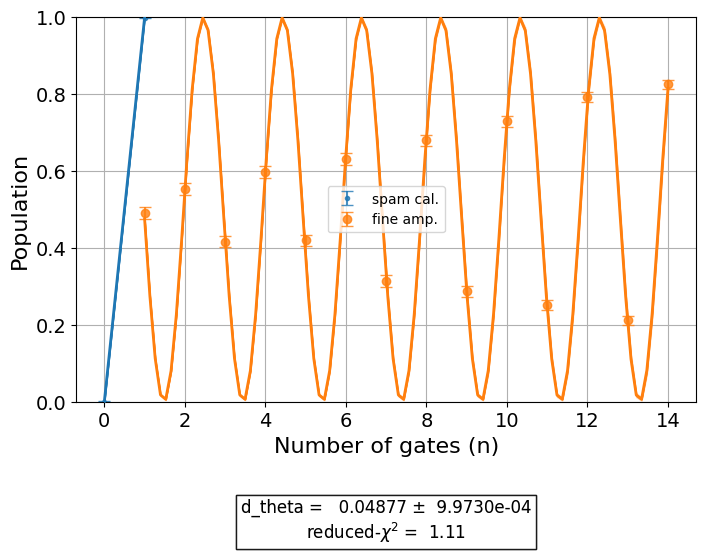 1.0
0.8
0.6
0.4
0.2
0.0
Population
spam cal.
fine amp.
0 2 4 6 8 10 12 14
Number of gates (n)
d_theta = 0.04877 ± 9.9730e-04
reduced-χ² = 1.11